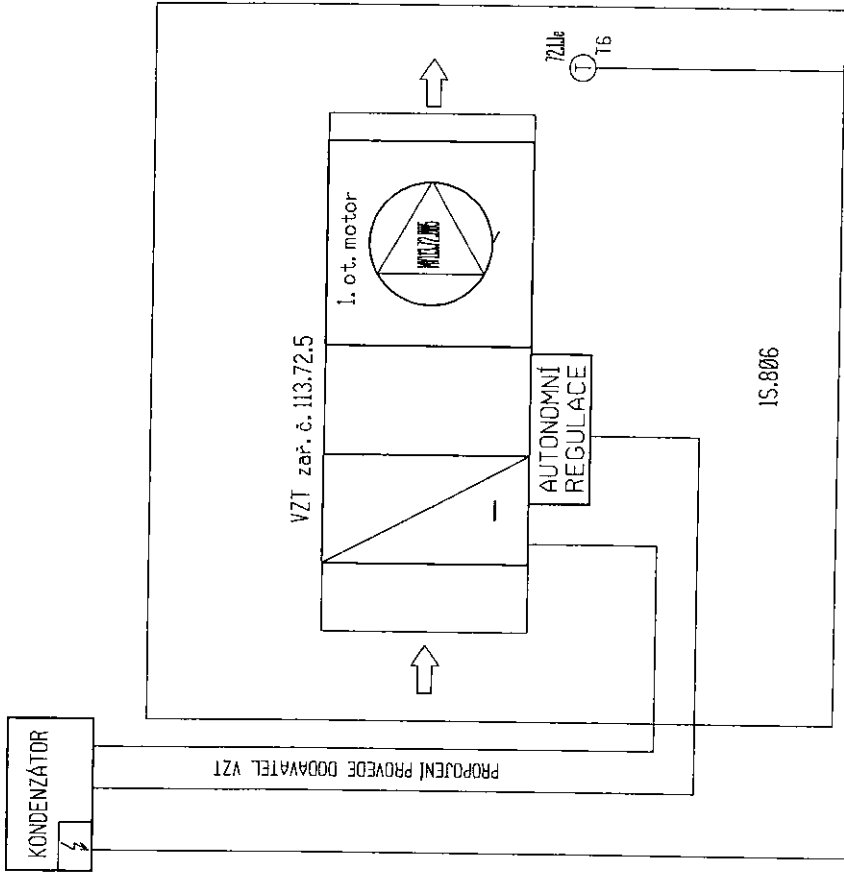 KONDENZÁTOR
PROPOJENÍ PROVEDE DODAVATEL VZT
VZT zař. č. 113.72.5
1. ot. motor
AUTONOMNÍ
REGULACE
T
T6
1S.806